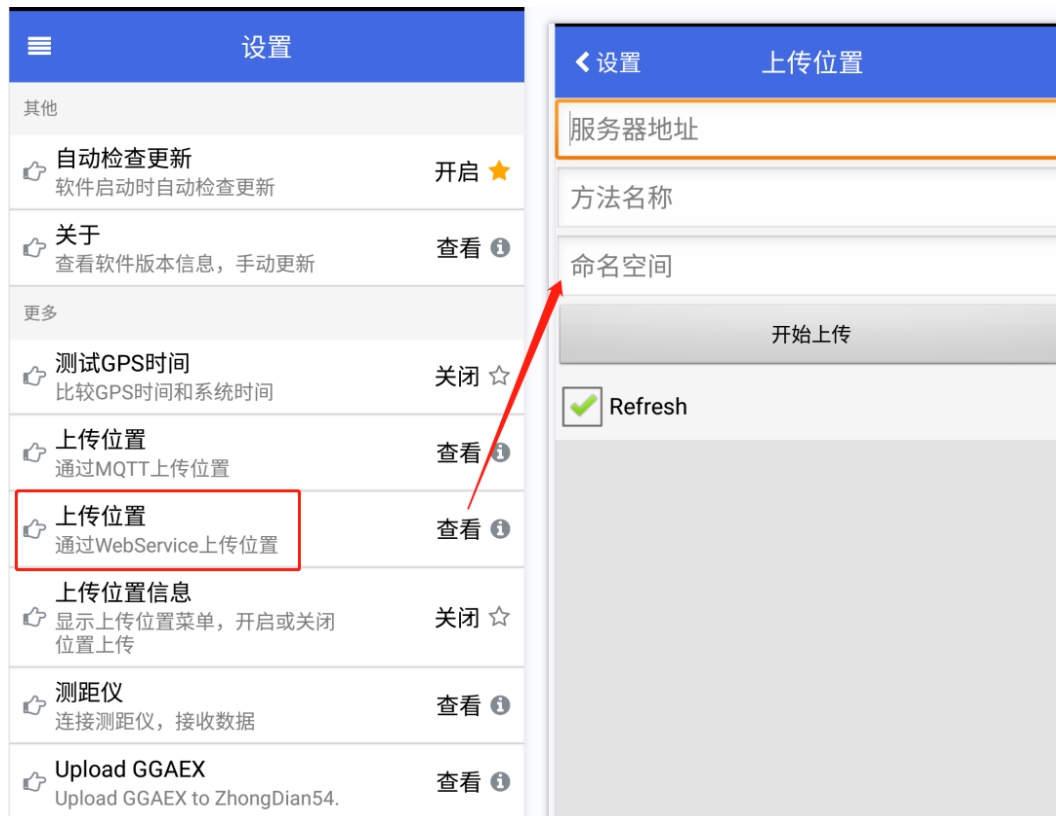 设置
其他
自动检查更新
软件启动时自动检查更新
开启
关于
查看软件版本信息，手动更新
查看
更多
测试GPS时间
比较GPS时间和系统时间
关闭
上传位置
通过MQTT上传位置
查看
上传位置
通过WebService上传位置
查看
上传位置信息
显示上传位置菜单，开启或关闭
位置上传
关闭
测距仪
连接测距仪，接收数据
查看
Upload GGAEX
Upload GGAEX to ZhongDian54.
查看
设置
上传位置
服务器地址
方法名称
命名空间
开始上传
Refresh